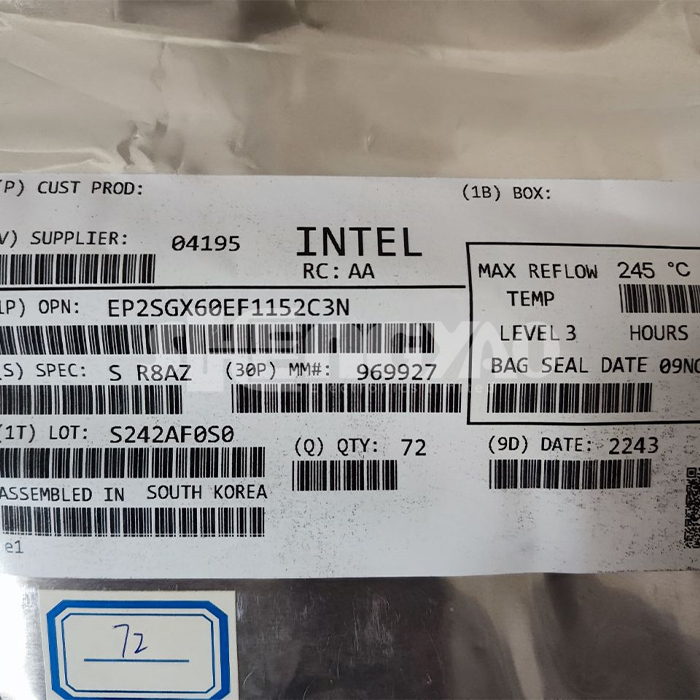 (P) CUST PROD:
(1B) BOX:
V) SUPPLIER: 04195
INTEL
RC: AA
1P) OPN: EP2SGX60EF1152C3N
MAX REFLOW TEMP 245 °C
LEVEL 3 HOURS
BAG SEAL DATE 09NO
1S) SPEC: S R8AZ (30P) MM#: 969927
(1T) LOT: S242AF0S0
(Q) QTY: 72
(9D) DATE: 2243
ASSEMBLED IN SOUTH KOREA
e1
72